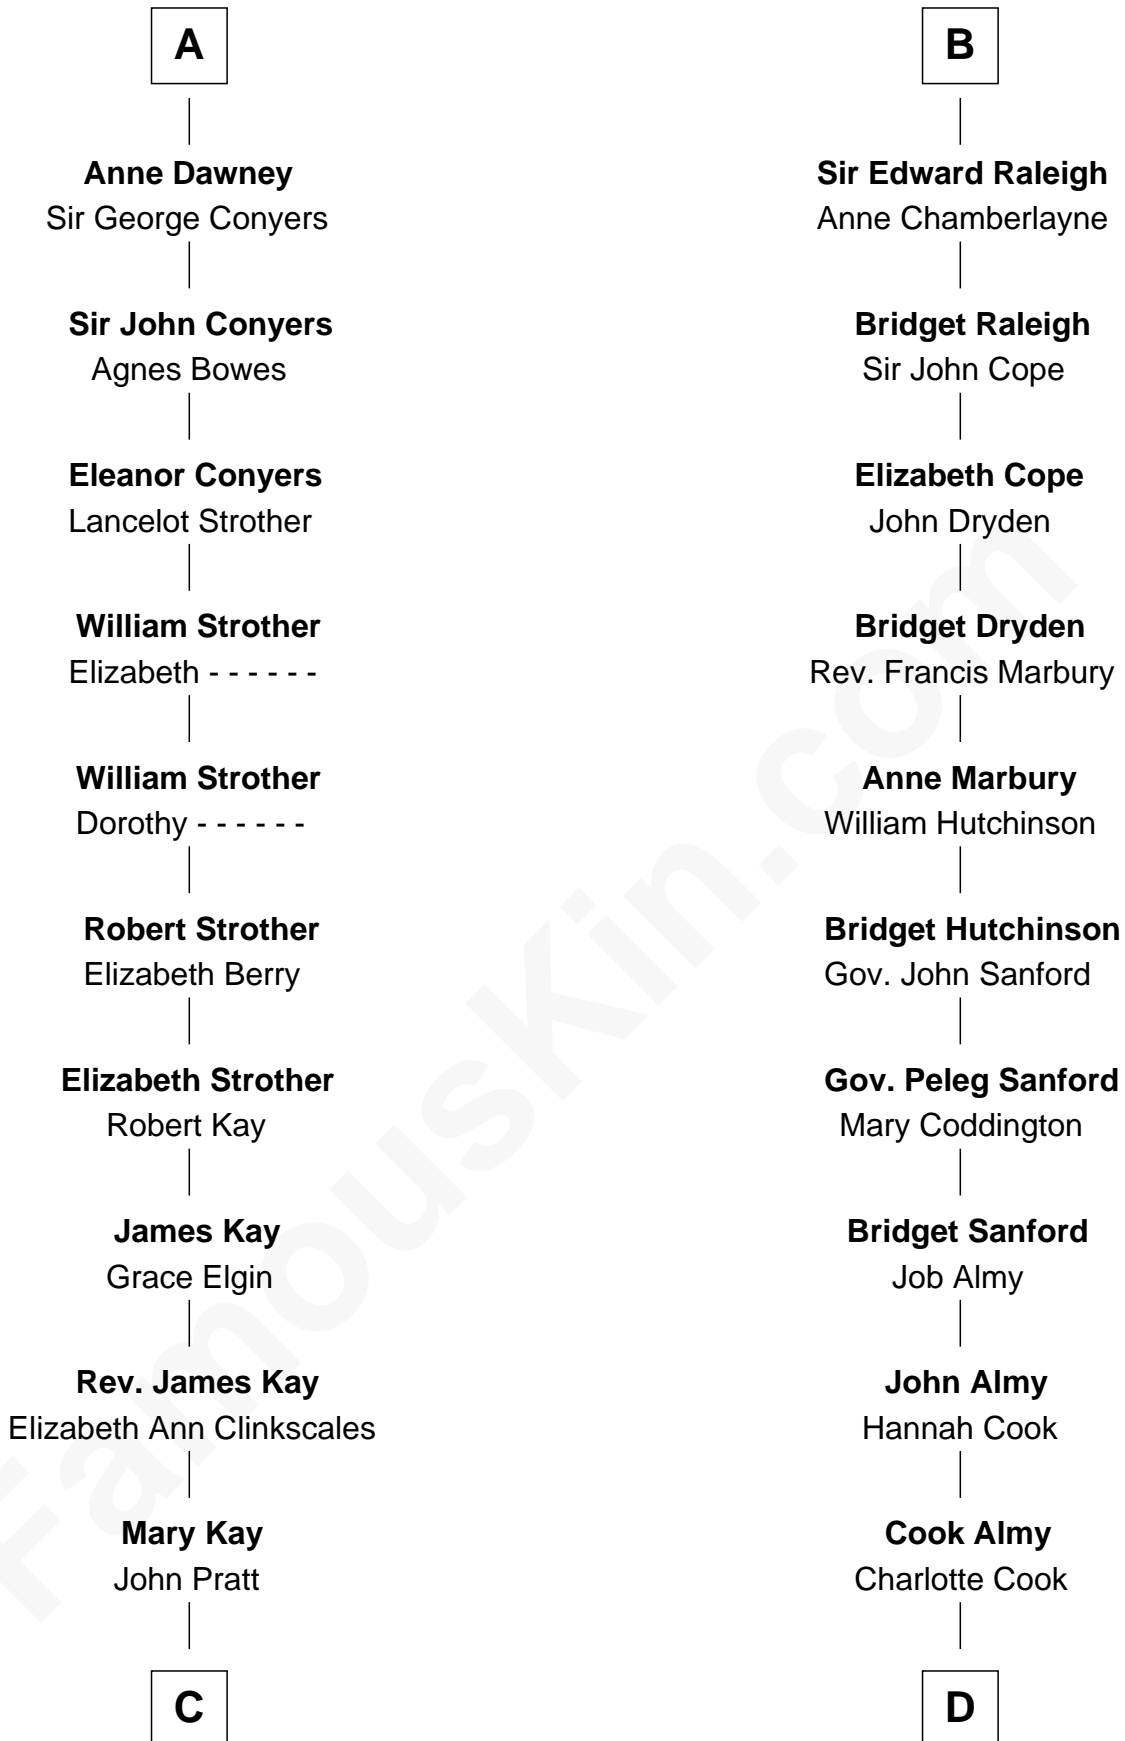 A
Anne Dawney
Sir George Conyers
Sir John Conyers
Agnes Bowes
Eleanor Conyers
Lancelot Strother
William Strother
Elizabeth - - - - - -
William Strother
Dorothy - - - - - -
Robert Strother
Elizabeth Berry
Elizabeth Strother
Robert Kay
James Kay
Grace Elgin
Rev. James Kay
Elizabeth Ann Clinkscales
Mary Kay
John Pratt
C
B
Sir Edward Raleigh
Anne Chamberlayne
Bridget Raleigh
Sir John Cope
Elizabeth Cope
John Dryden
Bridget Dryden
Rev. Francis Marbury
Anne Marbury
William Hutchinson
Bridget Hutchinson
Gov. John Sanford
Gov. Peleg Sanford
Mary Coddington
Bridget Sanford
Job Almy
John Almy
Hannah Cook
Cook Almy
Charlotte Cook
D
FamousKin.com